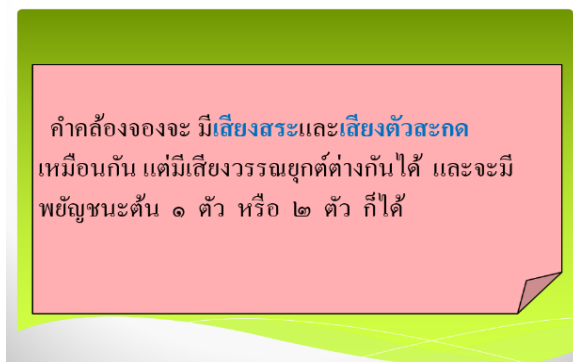 คำคล้องจองจะ มีเสียงสระและเสียงตัวสะกด
เหมือนกัน แต่มีเสียงวรรณยุกต์ต่างกันได้ และจะมี
พยัญชนะต้น ๑ ตัว หรือ ๒ ตัว ก็ได้